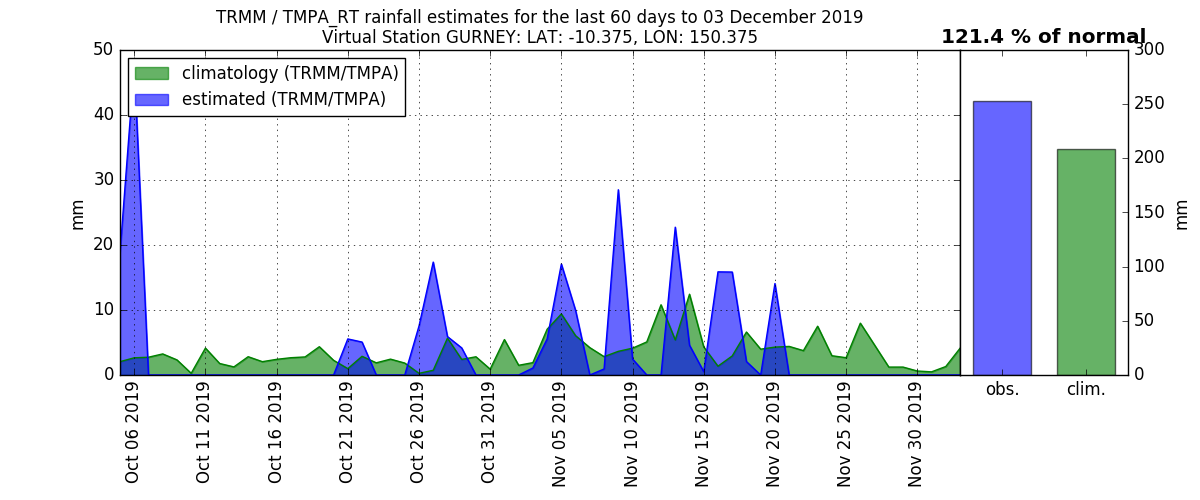 TRMM / TMPA_RT rainfall estimates for the last 60 days to 03 December 2019
Virtual Station GURNEY: LAT: -10.375, LON: 150.375
121.4 % of normal
climatology (TRMM/TMPA)
estimated (TRMM/TMPA)
50
40
30
20
10
0
mm
Oct 06 2019
Oct 11 2019
Oct 16 2019
Oct 21 2019
Oct 26 2019
Oct 31 2019
Nov 05 2019
Nov 10 2019
Nov 15 2019
Nov 20 2019
Nov 25 2019
Nov 30 2019
obs.
clim.
300
250
200
150
100
50
0
mm